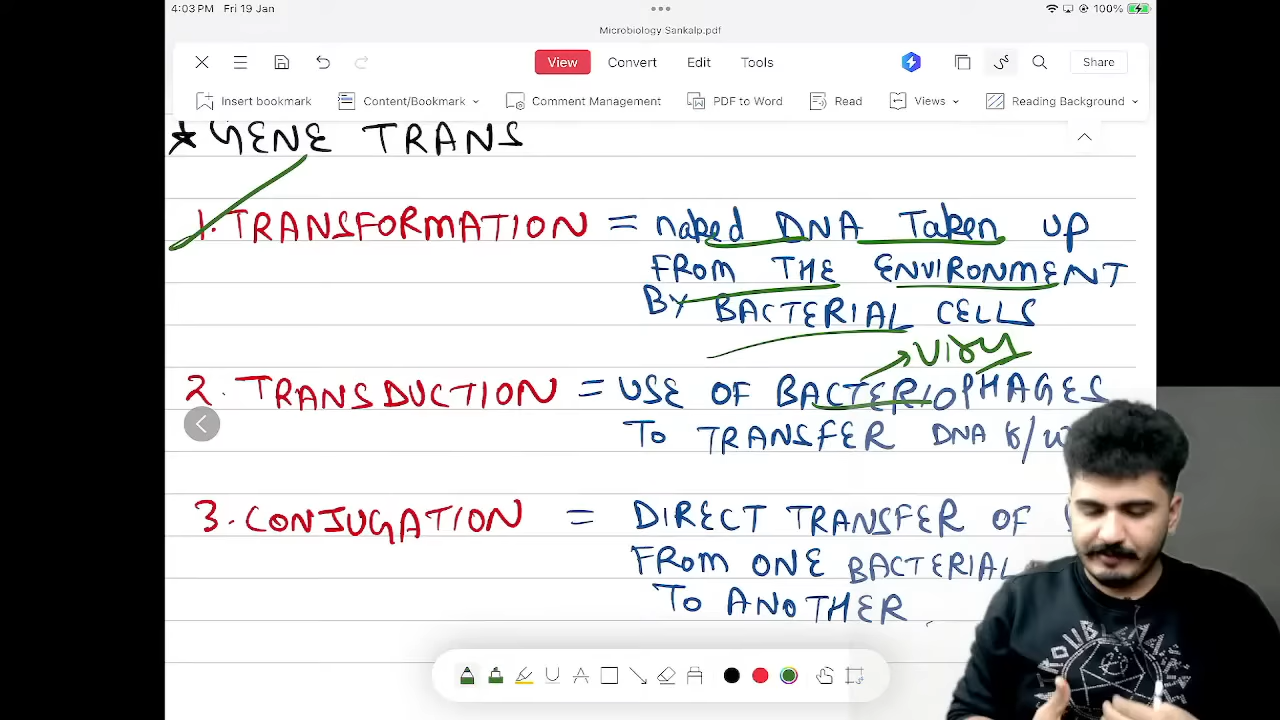 4:03 PM Fri 19 Jan
100%
Microbiology Sankalp.pdf
View Convert Edit Tools Share
Insert bookmark Content/Bookmark Comment Management PDF to Word Read Views Reading Background
★ GENE TRANS
1. TRANSFORMATION = naked DNA Taken UP
FROM THE ENVIRONMENT
BY BACTERIAL CELLS
→ VIRUS
2. TRANSDUCTION = USE OF BACTERIOPHAGES
TO TRANSFER DNA b/w
3. CONJUGATION = DIRECT TRANSFER OF
FROM ONE BACTERIAL
TO ANOTHER